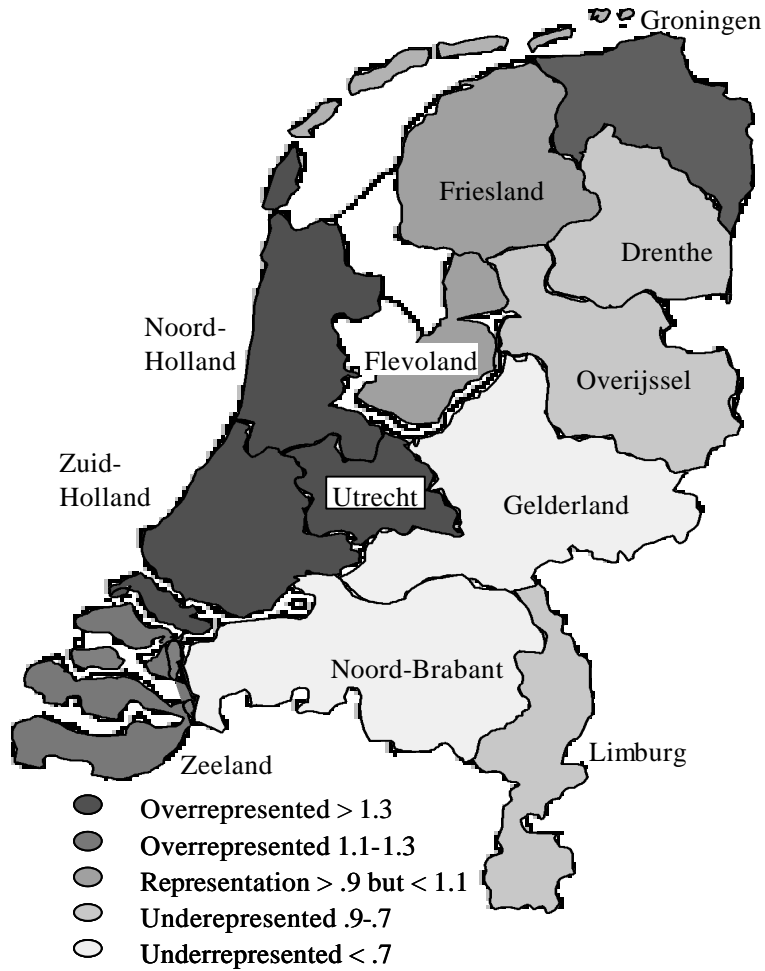 Groningen
Friesland
Drenthe
Noord-
Holland
Flevoland
Overijssel
Zuid-
Holland
Utrecht
Gelderland
Noord-Brabant
Limburg
Zeeland
Overrepresented > 1.3
Overrepresented 1.1-1.3
Representation > .9 but < 1.1
Underepresented .9-.7
Underrepresented < .7